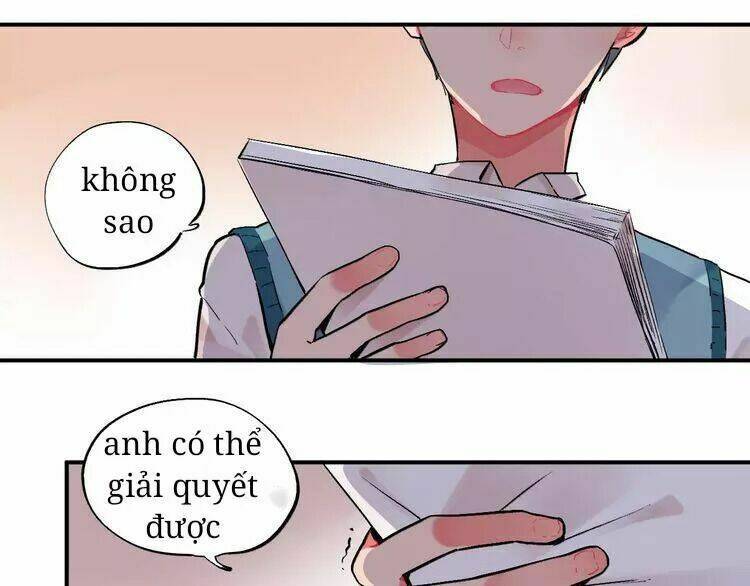 không
sao
anh có thể
giải quyết
được